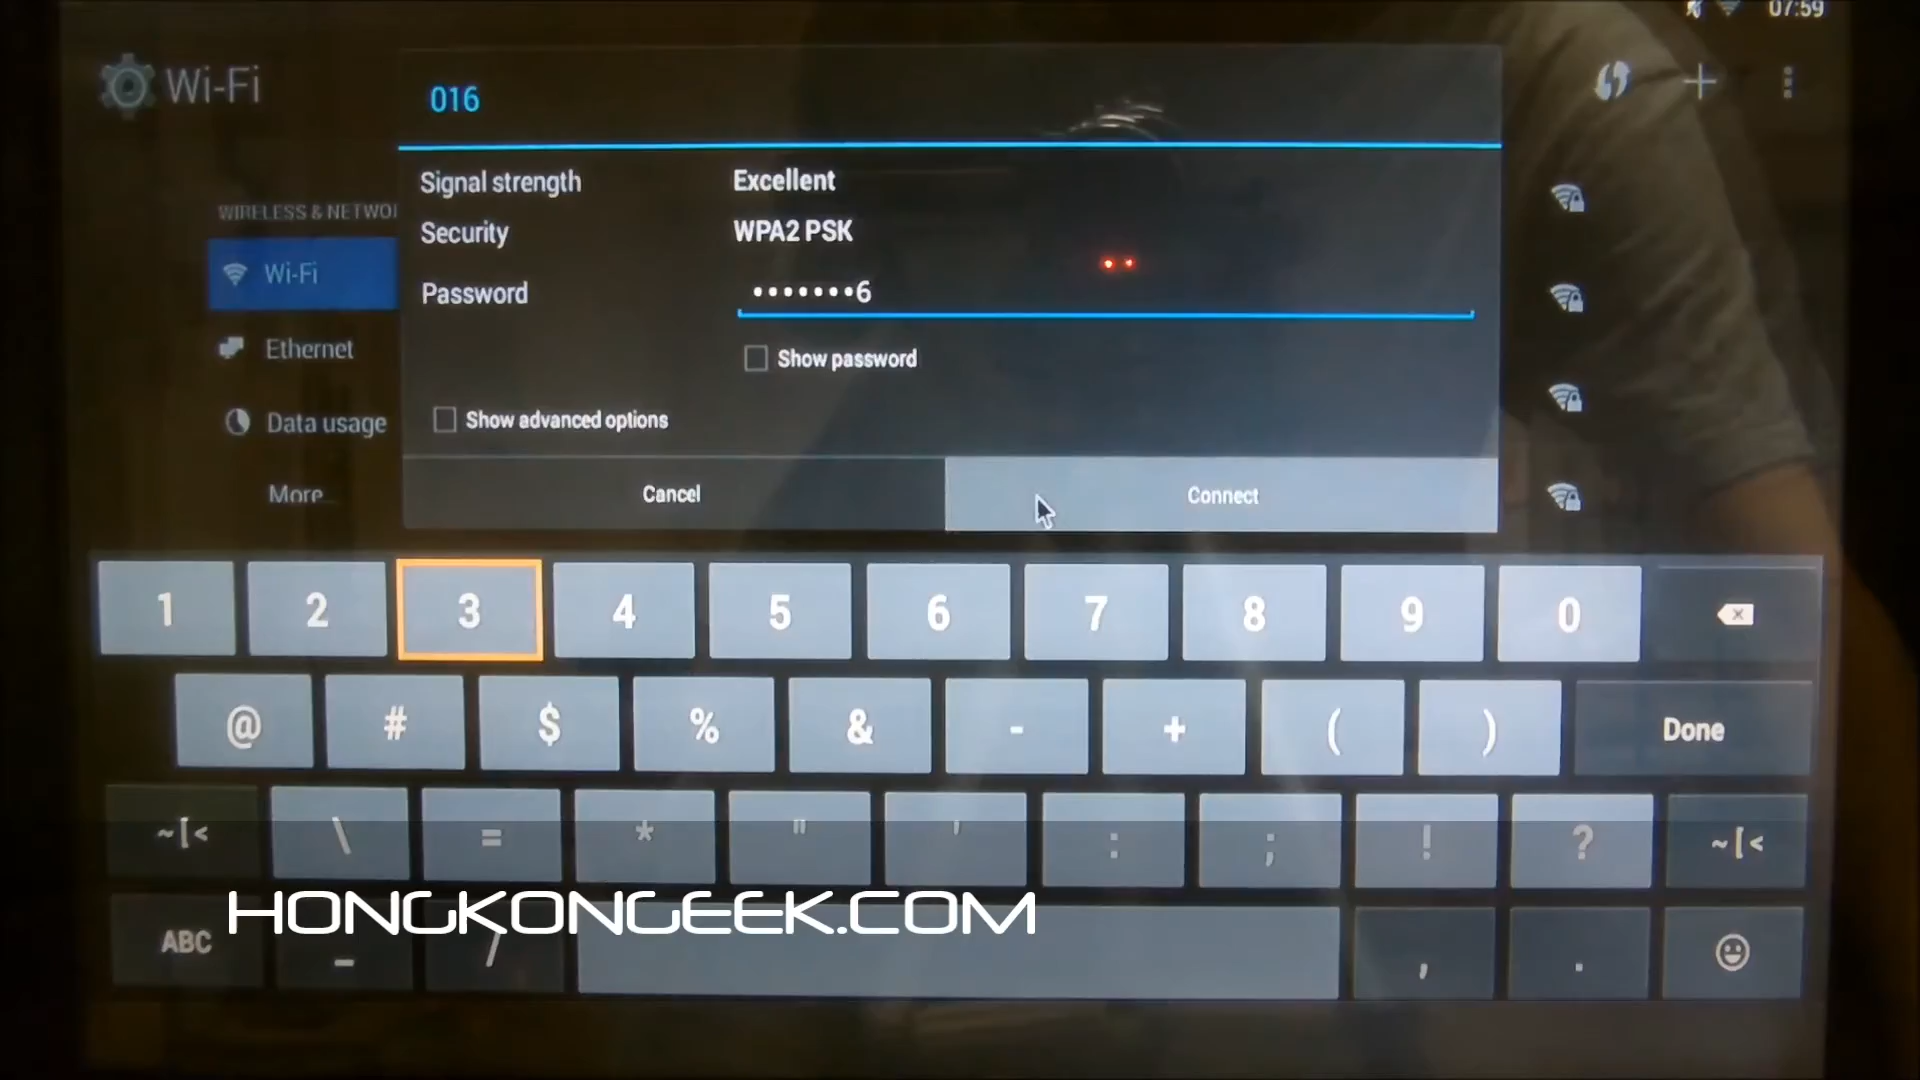 07:59
Wi-Fi
016
Signal strength Excellent
WIRELESS & NETWO
Security WPA2 PSK
Wi-Fi
Password •••••••6
Ethernet
Show password
Data usage
Show advanced options
More
Cancel Connect
1 2 3 4 5 6 7 8 9 0
@ # $ % & - + ( ) Done
~[< \ = * " ' : ; ! ? ~[<
HONGKONGEEK.COM
ABC _ / , .